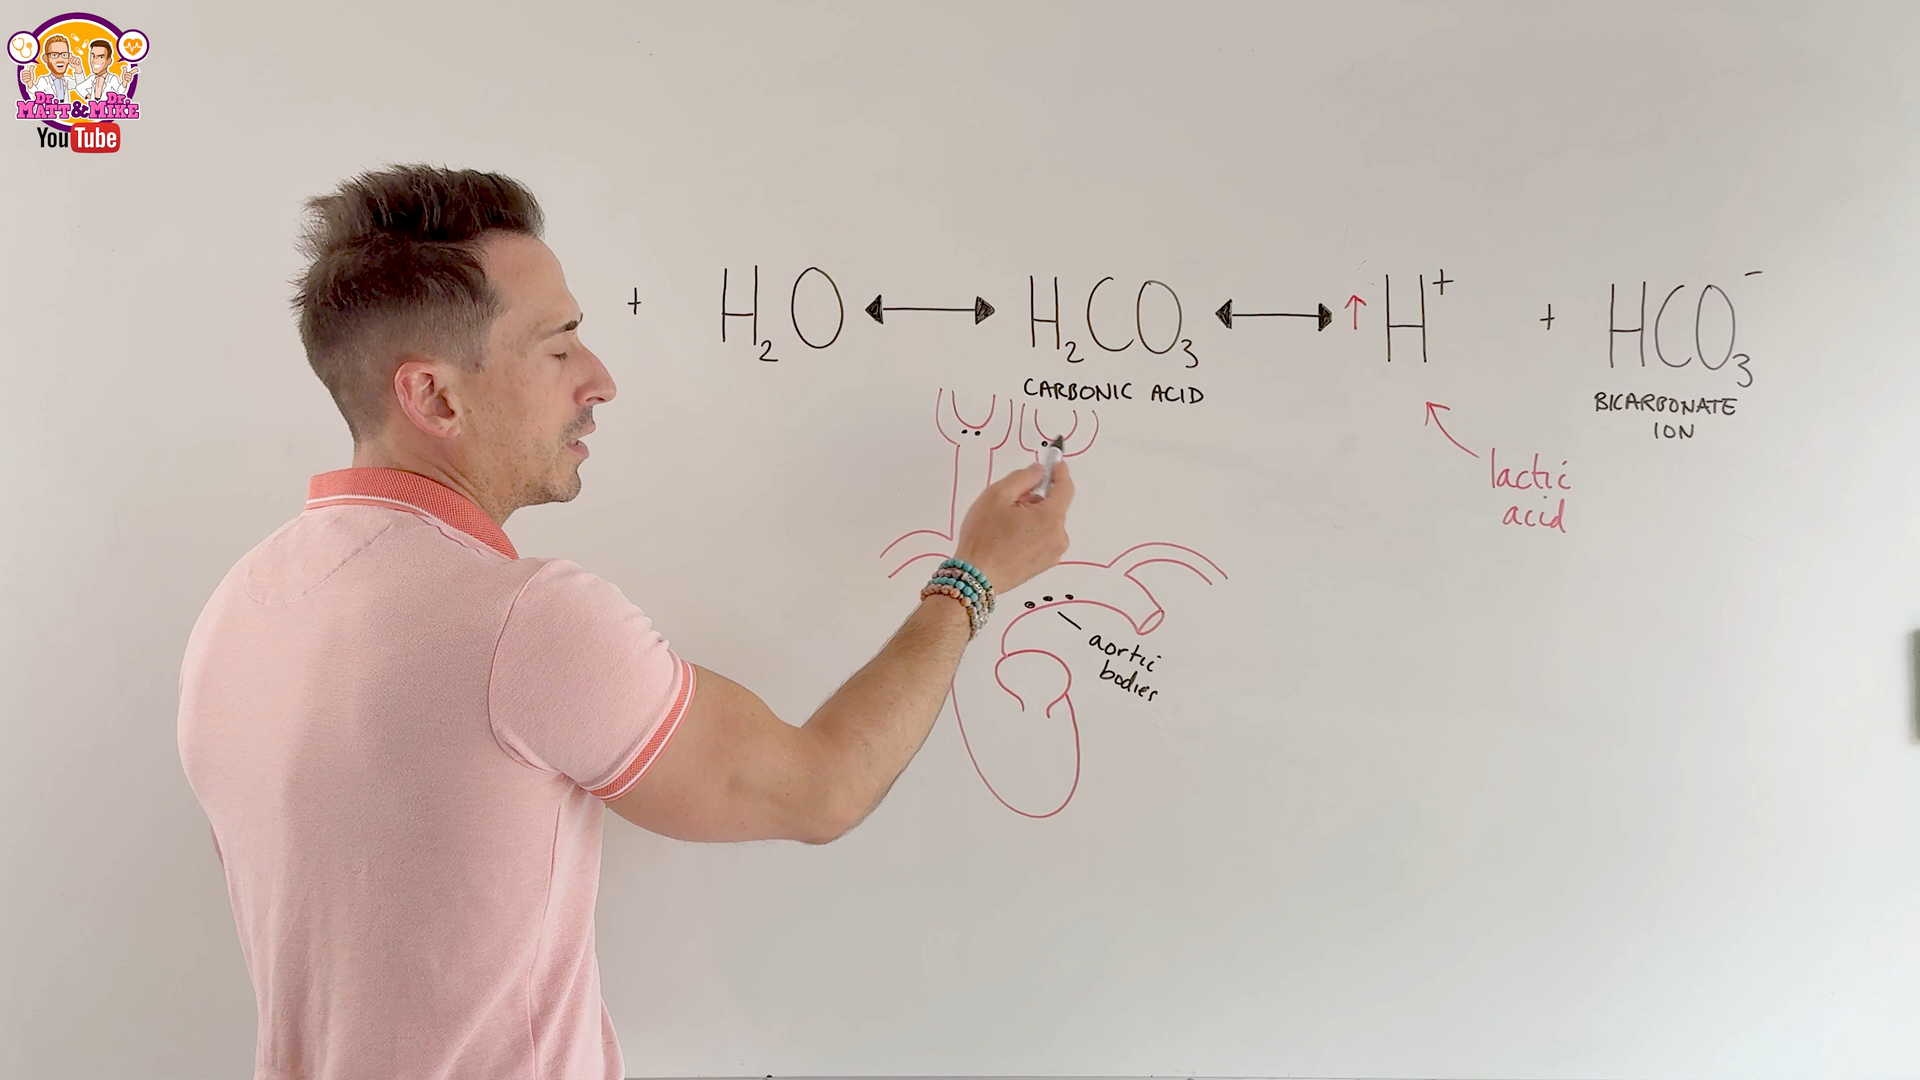 Dr. Dr.
MATT & MIKE
YouTube
+ H₂O ⟷ H₂CO₃ ⟷ ↑ H⁺ + HCO₃⁻
CARBONIC ACID
BICARBONATE
ION
lactic
acid
aortic
bodies